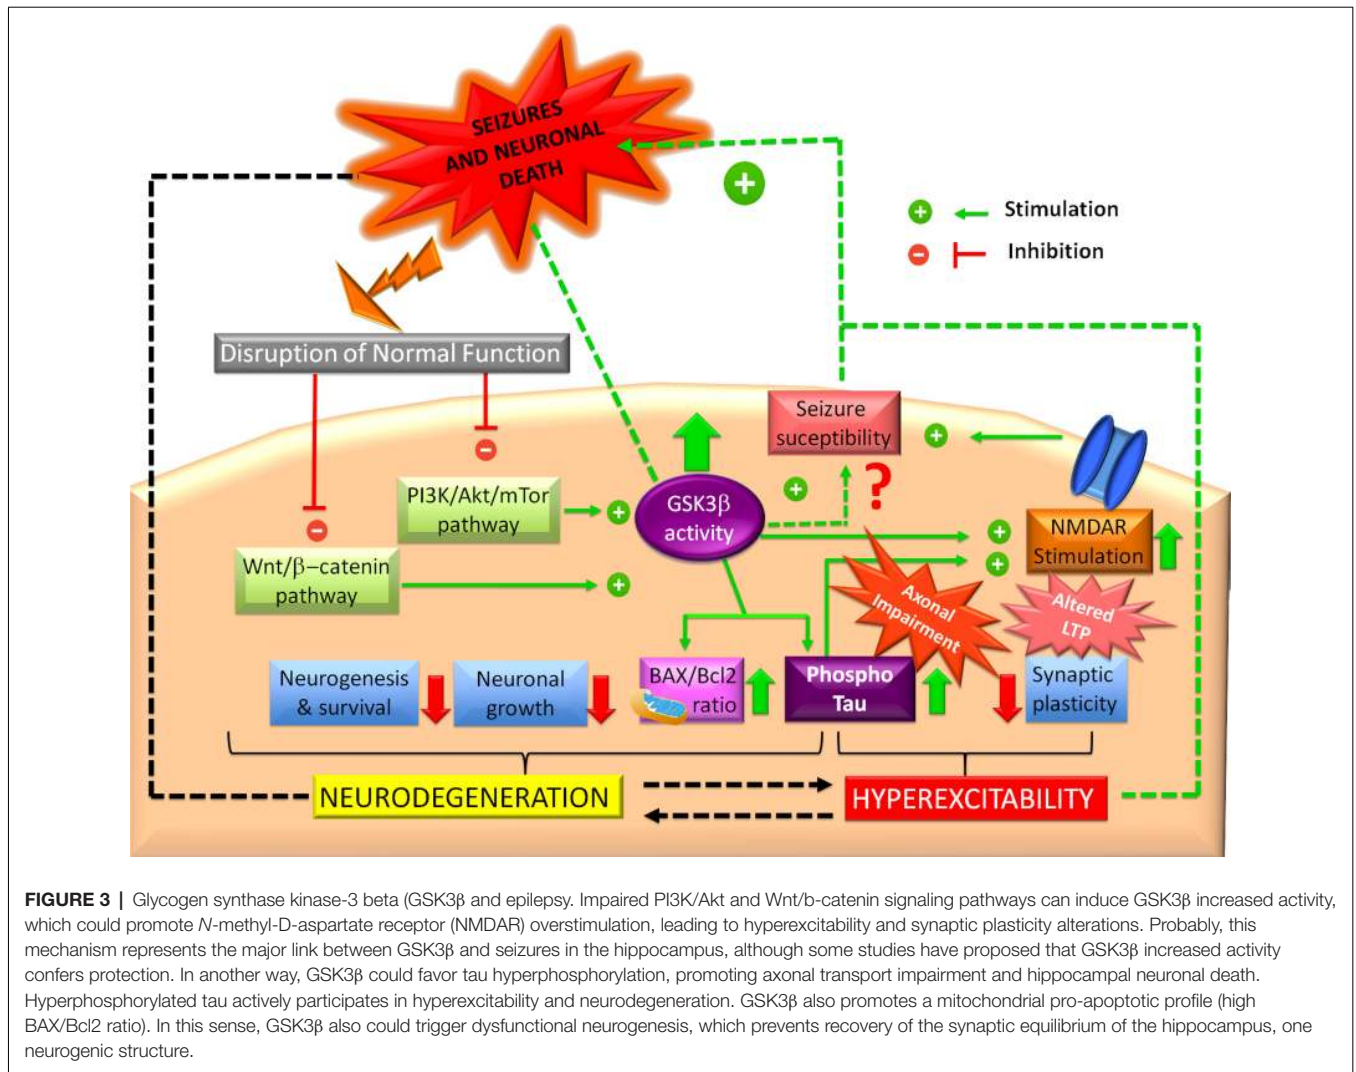 SEIZURES
AND NEURONAL
DEATH
+
+ Stimulation
− Inhibition
Disruption of Normal Function
Seizure
suceptibility
+
−
PI3K/Akt/mTor
pathway
+
GSK3β
activity
+
?
−
Wnt/β–catenin
pathway
+
+
+
NMDAR
Stimulation
Axonal
Impairment
Altered
LTP
Neurogenesis
& survival
Neuronal
growth
BAX/Bcl2
ratio
Phospho
Tau
Synaptic
plasticity
NEURODEGENERATION
HYPEREXCITABILITY
FIGURE 3 | Glycogen synthase kinase-3 beta (GSK3β and epilepsy. Impaired PI3K/Akt and Wnt/b-catenin signaling pathways can induce GSK3β increased activity,
which could promote N-methyl-D-aspartate receptor (NMDAR) overstimulation, leading to hyperexcitability and synaptic plasticity alterations. Probably, this
mechanism represents the major link between GSK3β and seizures in the hippocampus, although some studies have proposed that GSK3β increased activity
confers protection. In another way, GSK3β could favor tau hyperphosphorylation, promoting axonal transport impairment and hippocampal neuronal death.
Hyperphosphorylated tau actively participates in hyperexcitability and neurodegeneration. GSK3β also promotes a mitochondrial pro-apoptotic profile (high
BAX/Bcl2 ratio). In this sense, GSK3β also could trigger dysfunctional neurogenesis, which prevents recovery of the synaptic equilibrium of the hippocampus, one
neurogenic structure.